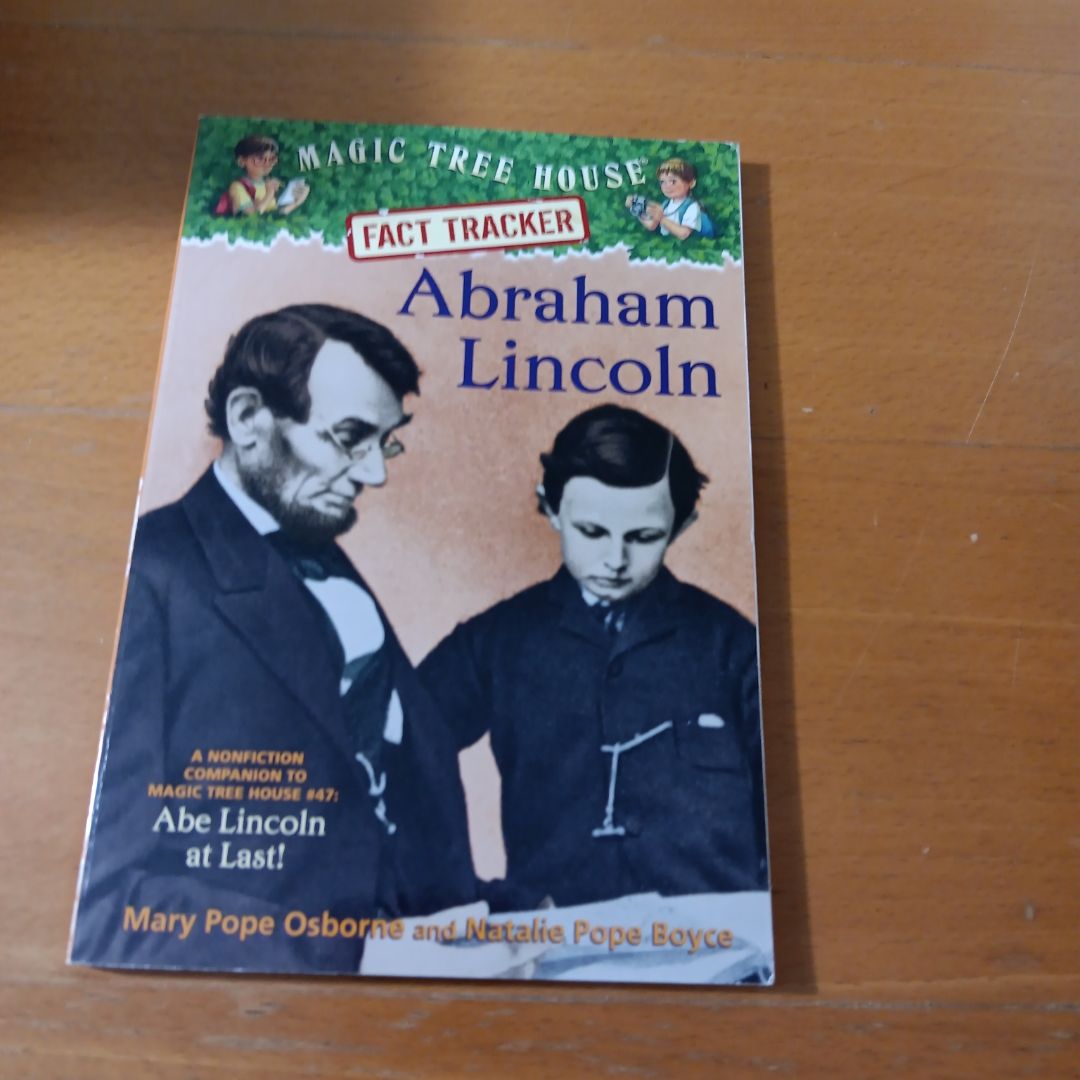 MAGIC TREE HOUSE®
FACT TRACKER
Abraham
Lincoln
A NONFICTION
COMPANION TO
MAGIC TREE HOUSE #47:
Abe Lincoln
at Last!
Mary Pope Osborne and Natalie Pope Boyce